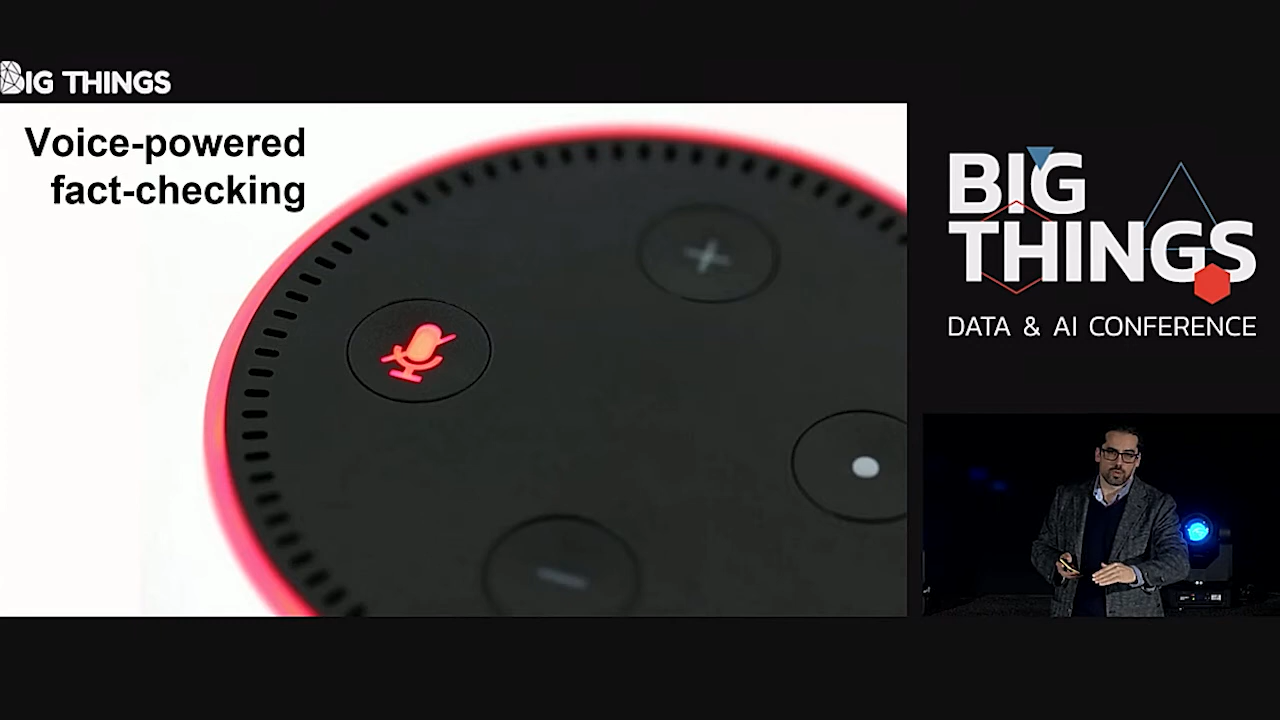 BIG THINGS
Voice-powered
fact-checking
BIG
THINGS
DATA & AI CONFERENCE